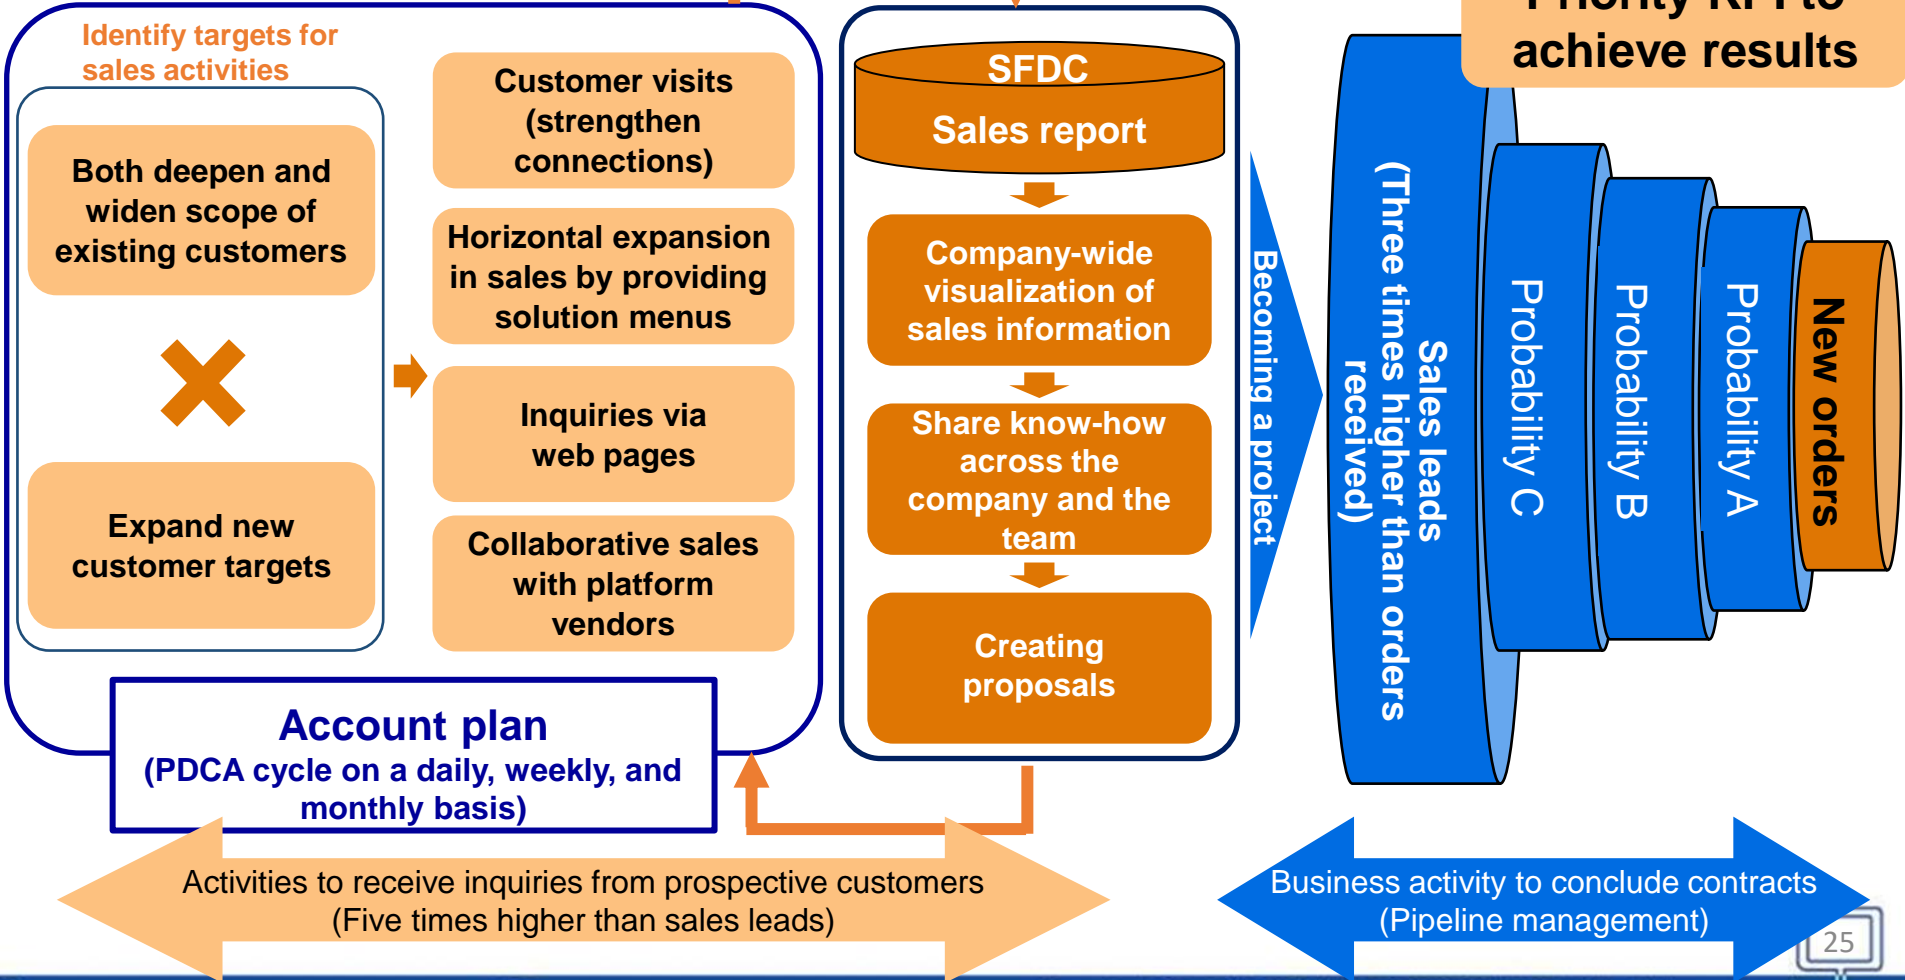 Priority KPI to
achieve results
Identify targets for
sales activities
Both deepen and
widen scope of
existing customers
Expand new
customer targets
Customer visits
(strengthen
connections)
Horizontal expansion
in sales by providing
solution menus
Inquiries via
web pages
Collaborative sales
with platform
vendors
Account plan
(PDCA cycle on a daily, weekly, and
monthly basis)
SFDC
Sales report
Company-wide
visualization of
sales information
Share know-how
across the
company and the
team
Creating
proposals
Becoming a project
Sales leads
(Three times higher than orders
received)
Probability C
Probability B
Probability A
New orders
Activities to receive inquiries from prospective customers
(Five times higher than sales leads)
Business activity to conclude contracts
(Pipeline management)
25